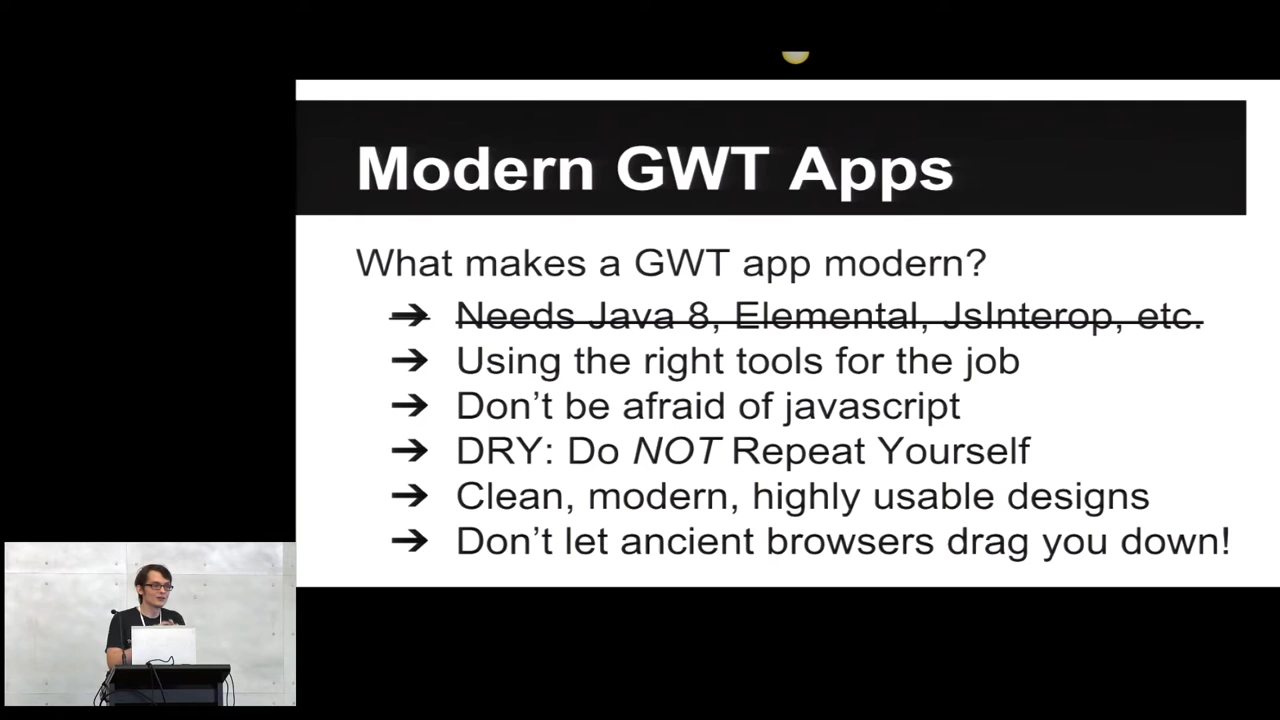 Modern GWT Apps
What makes a GWT app modern?
➔ Needs Java 8, Elemental, JsInterop, etc.
➔ Using the right tools for the job
➔ Don't be afraid of javascript
➔ DRY: Do NOT Repeat Yourself
➔ Clean, modern, highly usable designs
➔ Don't let ancient browsers drag you down!